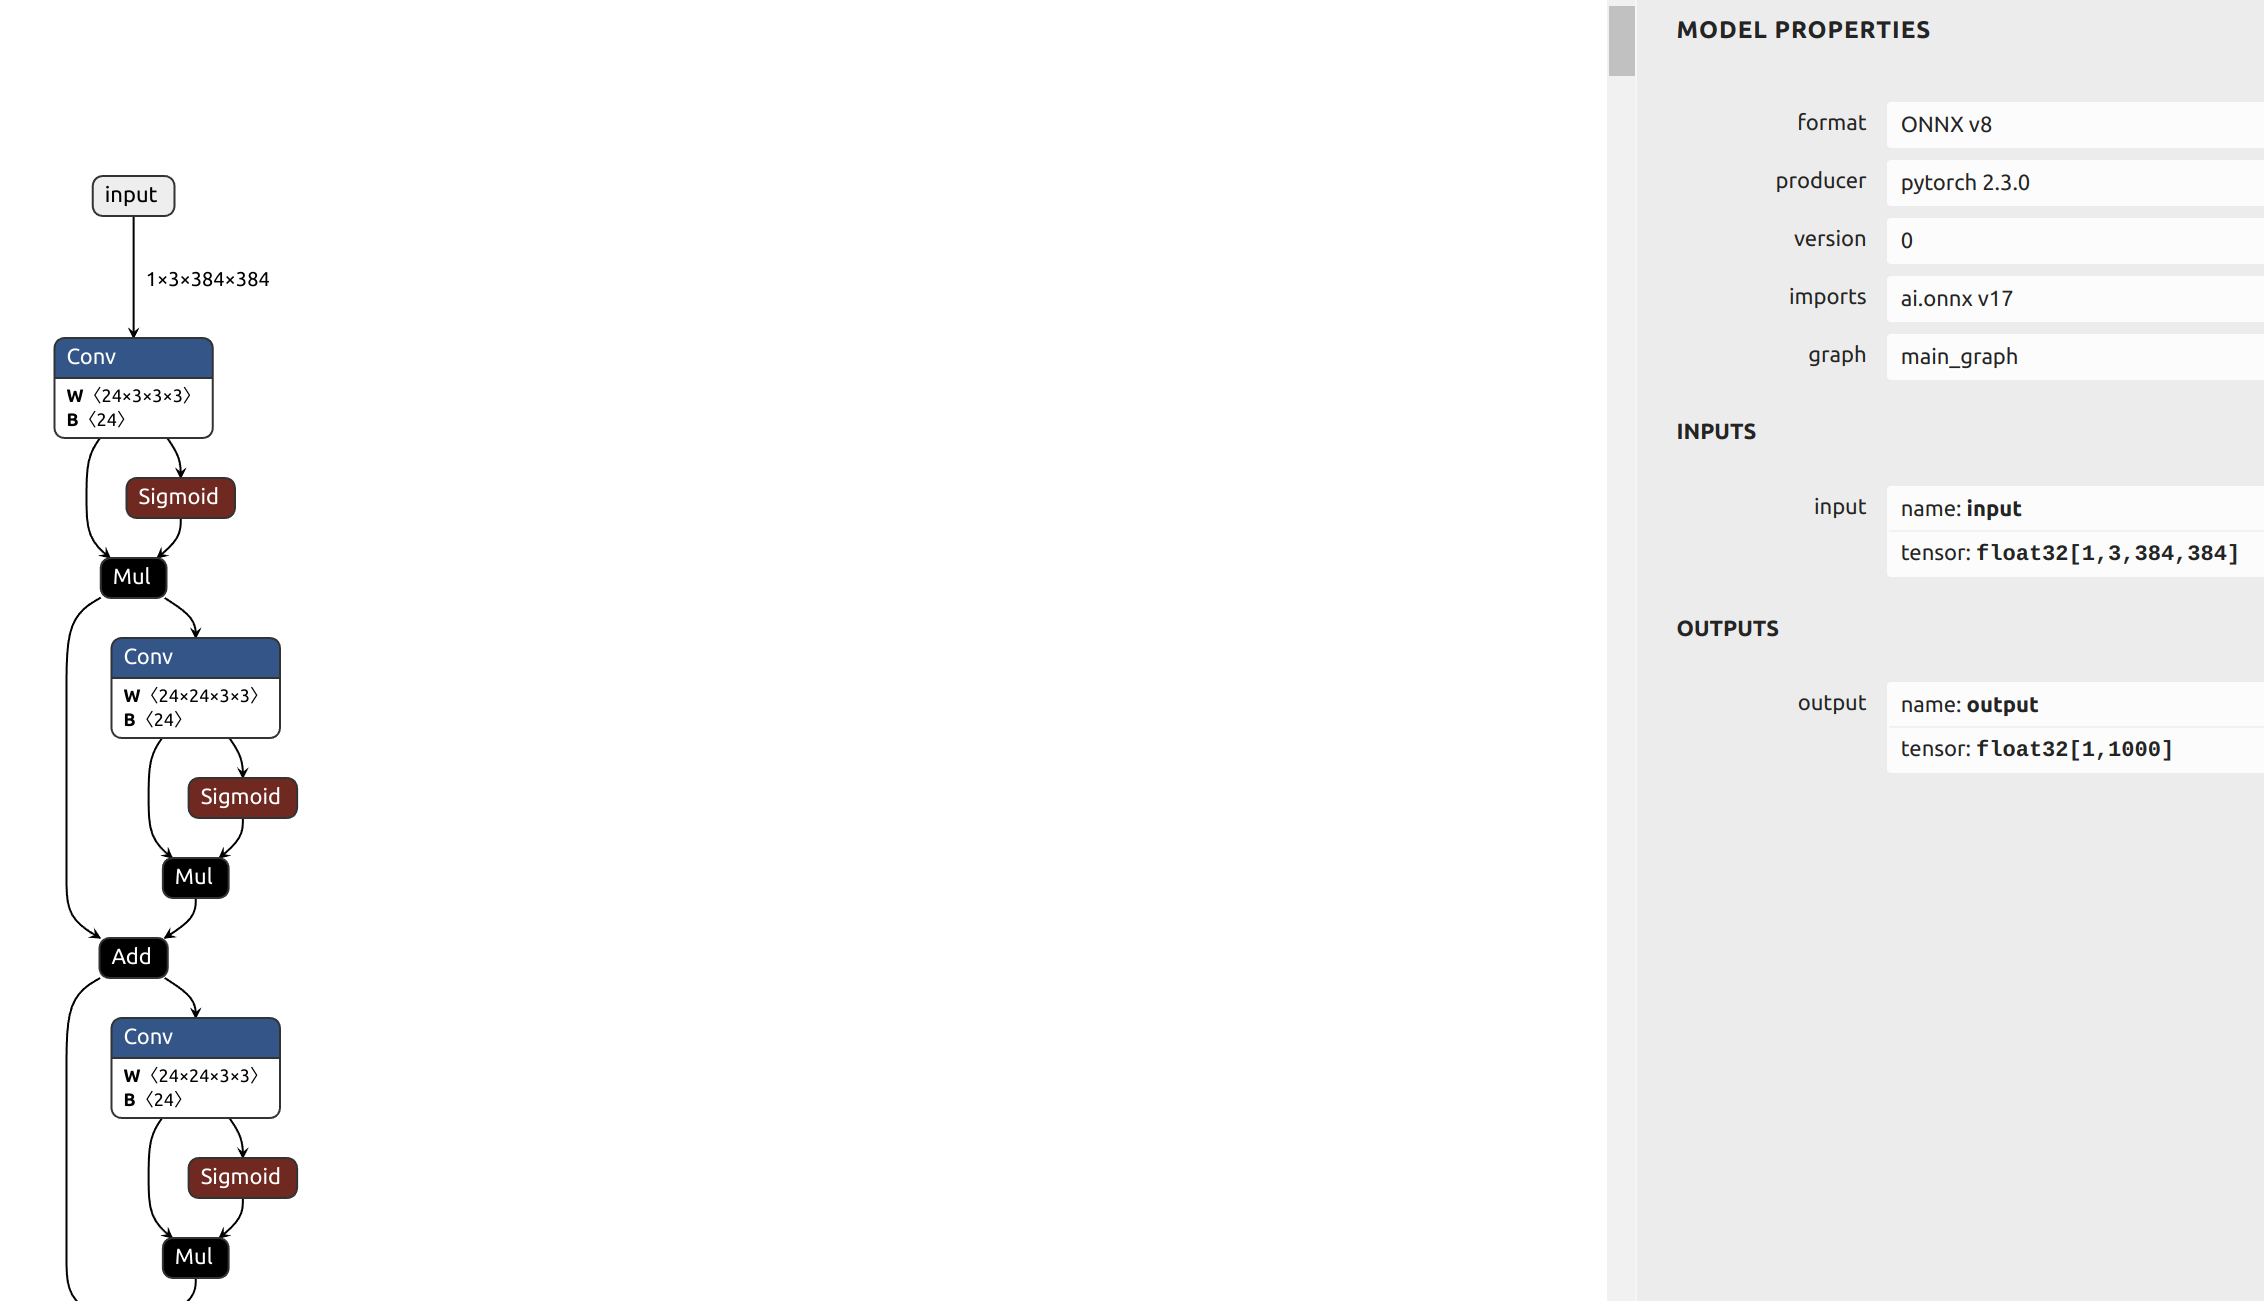 input
1×3×384×384
Conv
W 〈24×3×3×3〉
B 〈24〉
Sigmoid
Mul
Conv
W 〈24×24×3×3〉
B 〈24〉
Sigmoid
Mul
Add
Conv
W 〈24×24×3×3〉
B 〈24〉
Sigmoid
Mul
MODEL PROPERTIES
format ONNX v8
producer pytorch 2.3.0
version 0
imports ai.onnx v17
graph main_graph
INPUTS
input name: input
tensor: float32[1,3,384,384]
OUTPUTS
output name: output
tensor: float32[1,1000]